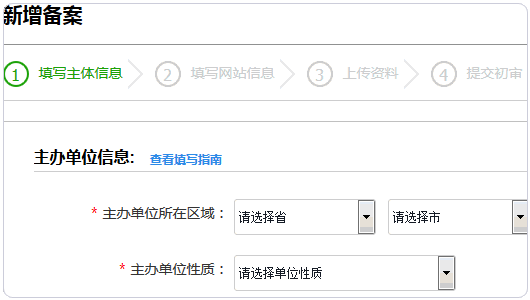 新增备案
1 填写主体信息 2 填写网站信息 3 上传资料 4 提交初审
主办单位信息: 查看填写指南
* 主办单位所在区域： 请选择省 请选择市
* 主办单位性质： 请选择单位性质